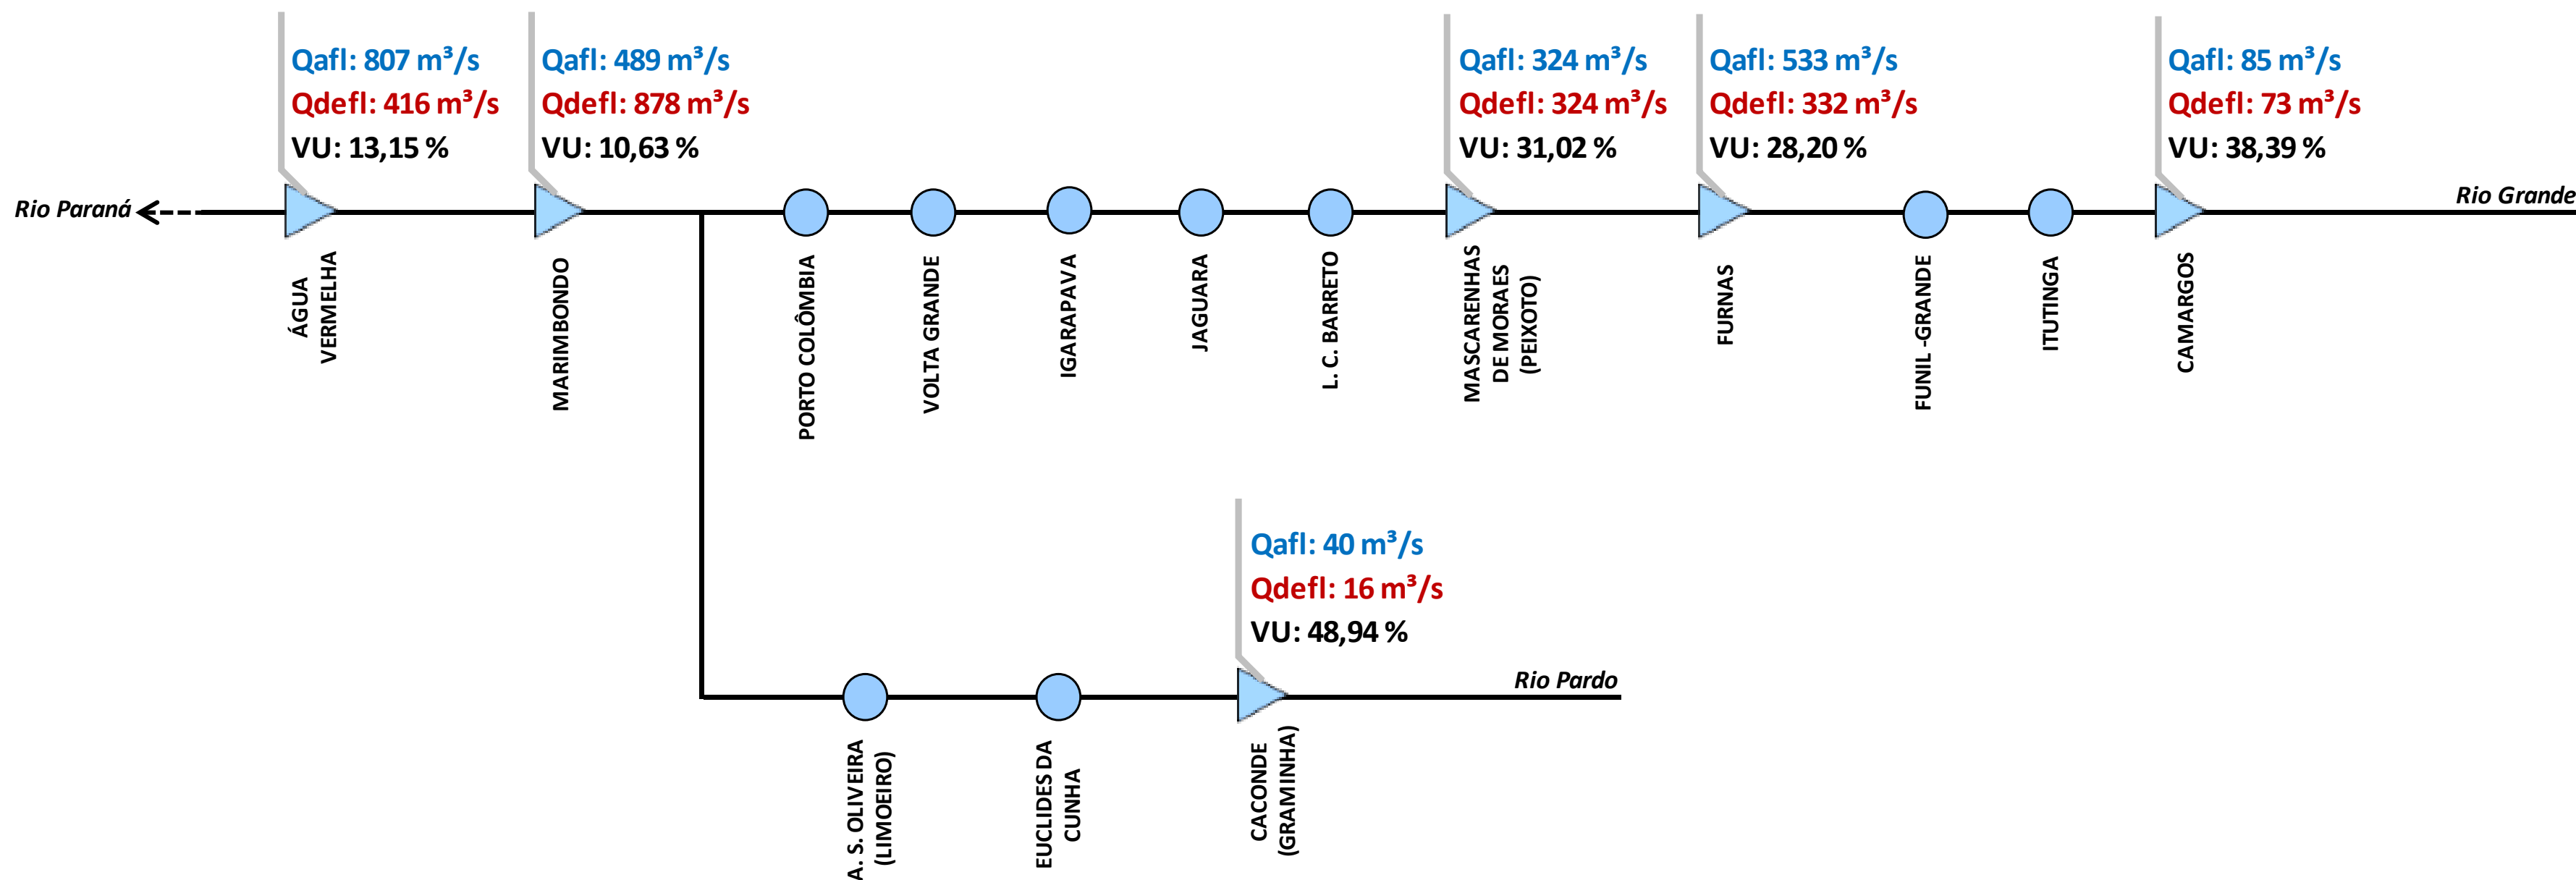 Qafl: 807 m³/s
Qdefl: 416 m³/s
VU: 13,15 %
Qafl: 489 m³/s
Qdefl: 878 m³/s
VU: 10,63 %
Qafl: 324 m³/s
Qdefl: 324 m³/s
VU: 31,02 %
Qafl: 533 m³/s
Qdefl: 332 m³/s
VU: 28,20 %
Qafl: 85 m³/s
Qdefl: 73 m³/s
VU: 38,39 %
Rio Paraná
Rio Grande
ÁGUA
VERMELHA
MARIMBONDO
PORTO COLÔMBIA
VOLTA GRANDE
IGARAPAVA
JAGUARA
L. C. BARRETO
MASCARENHAS
DE MORAES
(PEIXOTO)
FURNAS
FUNIL -GRANDE
ITUTINGA
CAMARGOS
Qafl: 40 m³/s
Qdefl: 16 m³/s
VU: 48,94 %
Rio Pardo
A. S. OLIVEIRA
(LIMOEIRO)
EUCLIDES DA
CUNHA
CACONDE
(GRAMINHA)